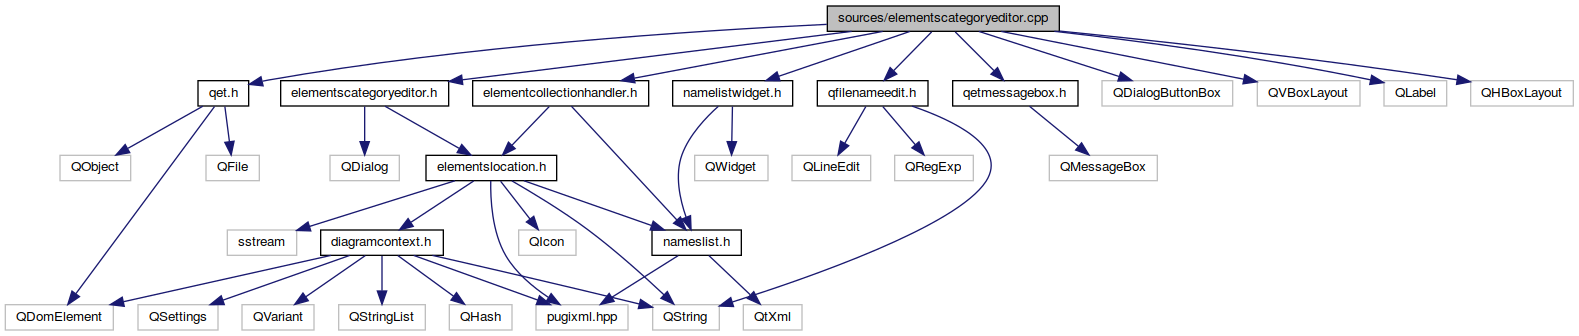 sources/elementscategoryeditor.cpp
qet.h
elementscategoryeditor.h
elementcollectionhandler.h
namelistwidget.h
qfilenameedit.h
qetmessagebox.h
QDialogButtonBox
QVBoxLayout
QLabel
QHBoxLayout
QObject
QFile
QDialog
elementslocation.h
QWidget
QLineEdit
QRegExp
QMessageBox
sstream
diagramcontext.h
QIcon
nameslist.h
QDomElement
QSettings
QVariant
QStringList
QHash
pugixml.hpp
QString
QtXml